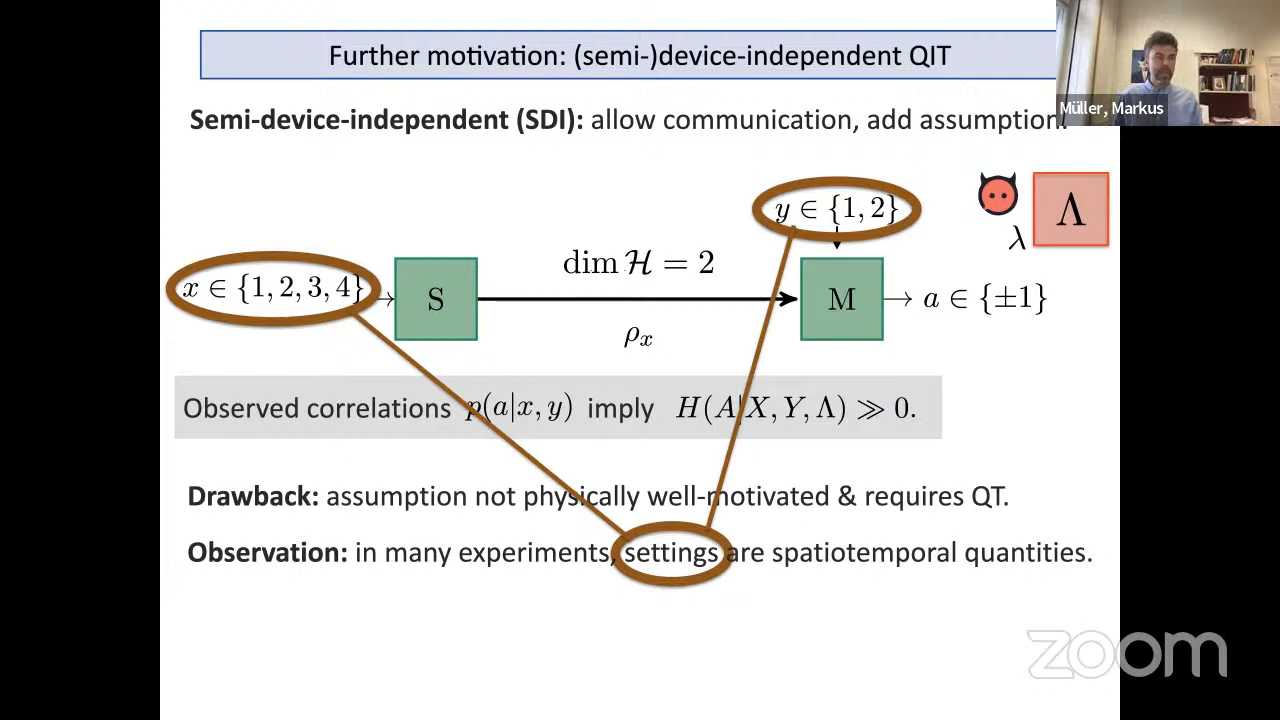 Further motivation: (semi-)device-independent QIT
Müller, Markus
Semi-device-independent (SDI): allow communication, add assumption.
y ∈ {1, 2}
Λ
λ
dim ℋ = 2
x ∈ {1, 2, 3, 4}
S
M
a ∈ {±1}
ρₓ
Observed correlations p(a|x, y) imply H(A|X, Y, Λ) ≫ 0.
Drawback: assumption not physically well-motivated & requires QT.
Observation: in many experiments, settings are spatiotemporal quantities.
zoom